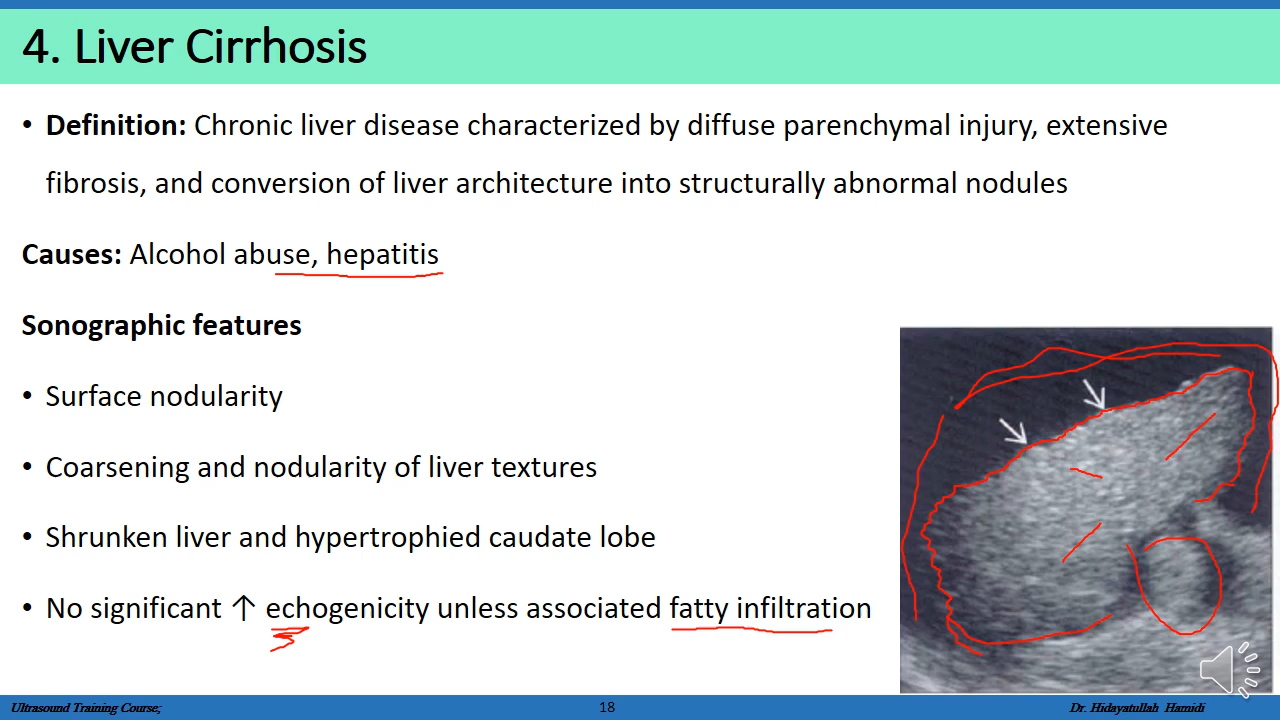 4. Liver Cirrhosis
• Definition: Chronic liver disease characterized by diffuse parenchymal injury, extensive
fibrosis, and conversion of liver architecture into structurally abnormal nodules
Causes: Alcohol abuse, hepatitis
Sonographic features
• Surface nodularity
• Coarsening and nodularity of liver textures
• Shrunken liver and hypertrophied caudate lobe
• No significant ↑ echogenicity unless associated fatty infiltration
Ultrasound Training Course;
18
Dr. Hidayatullah Hamidi